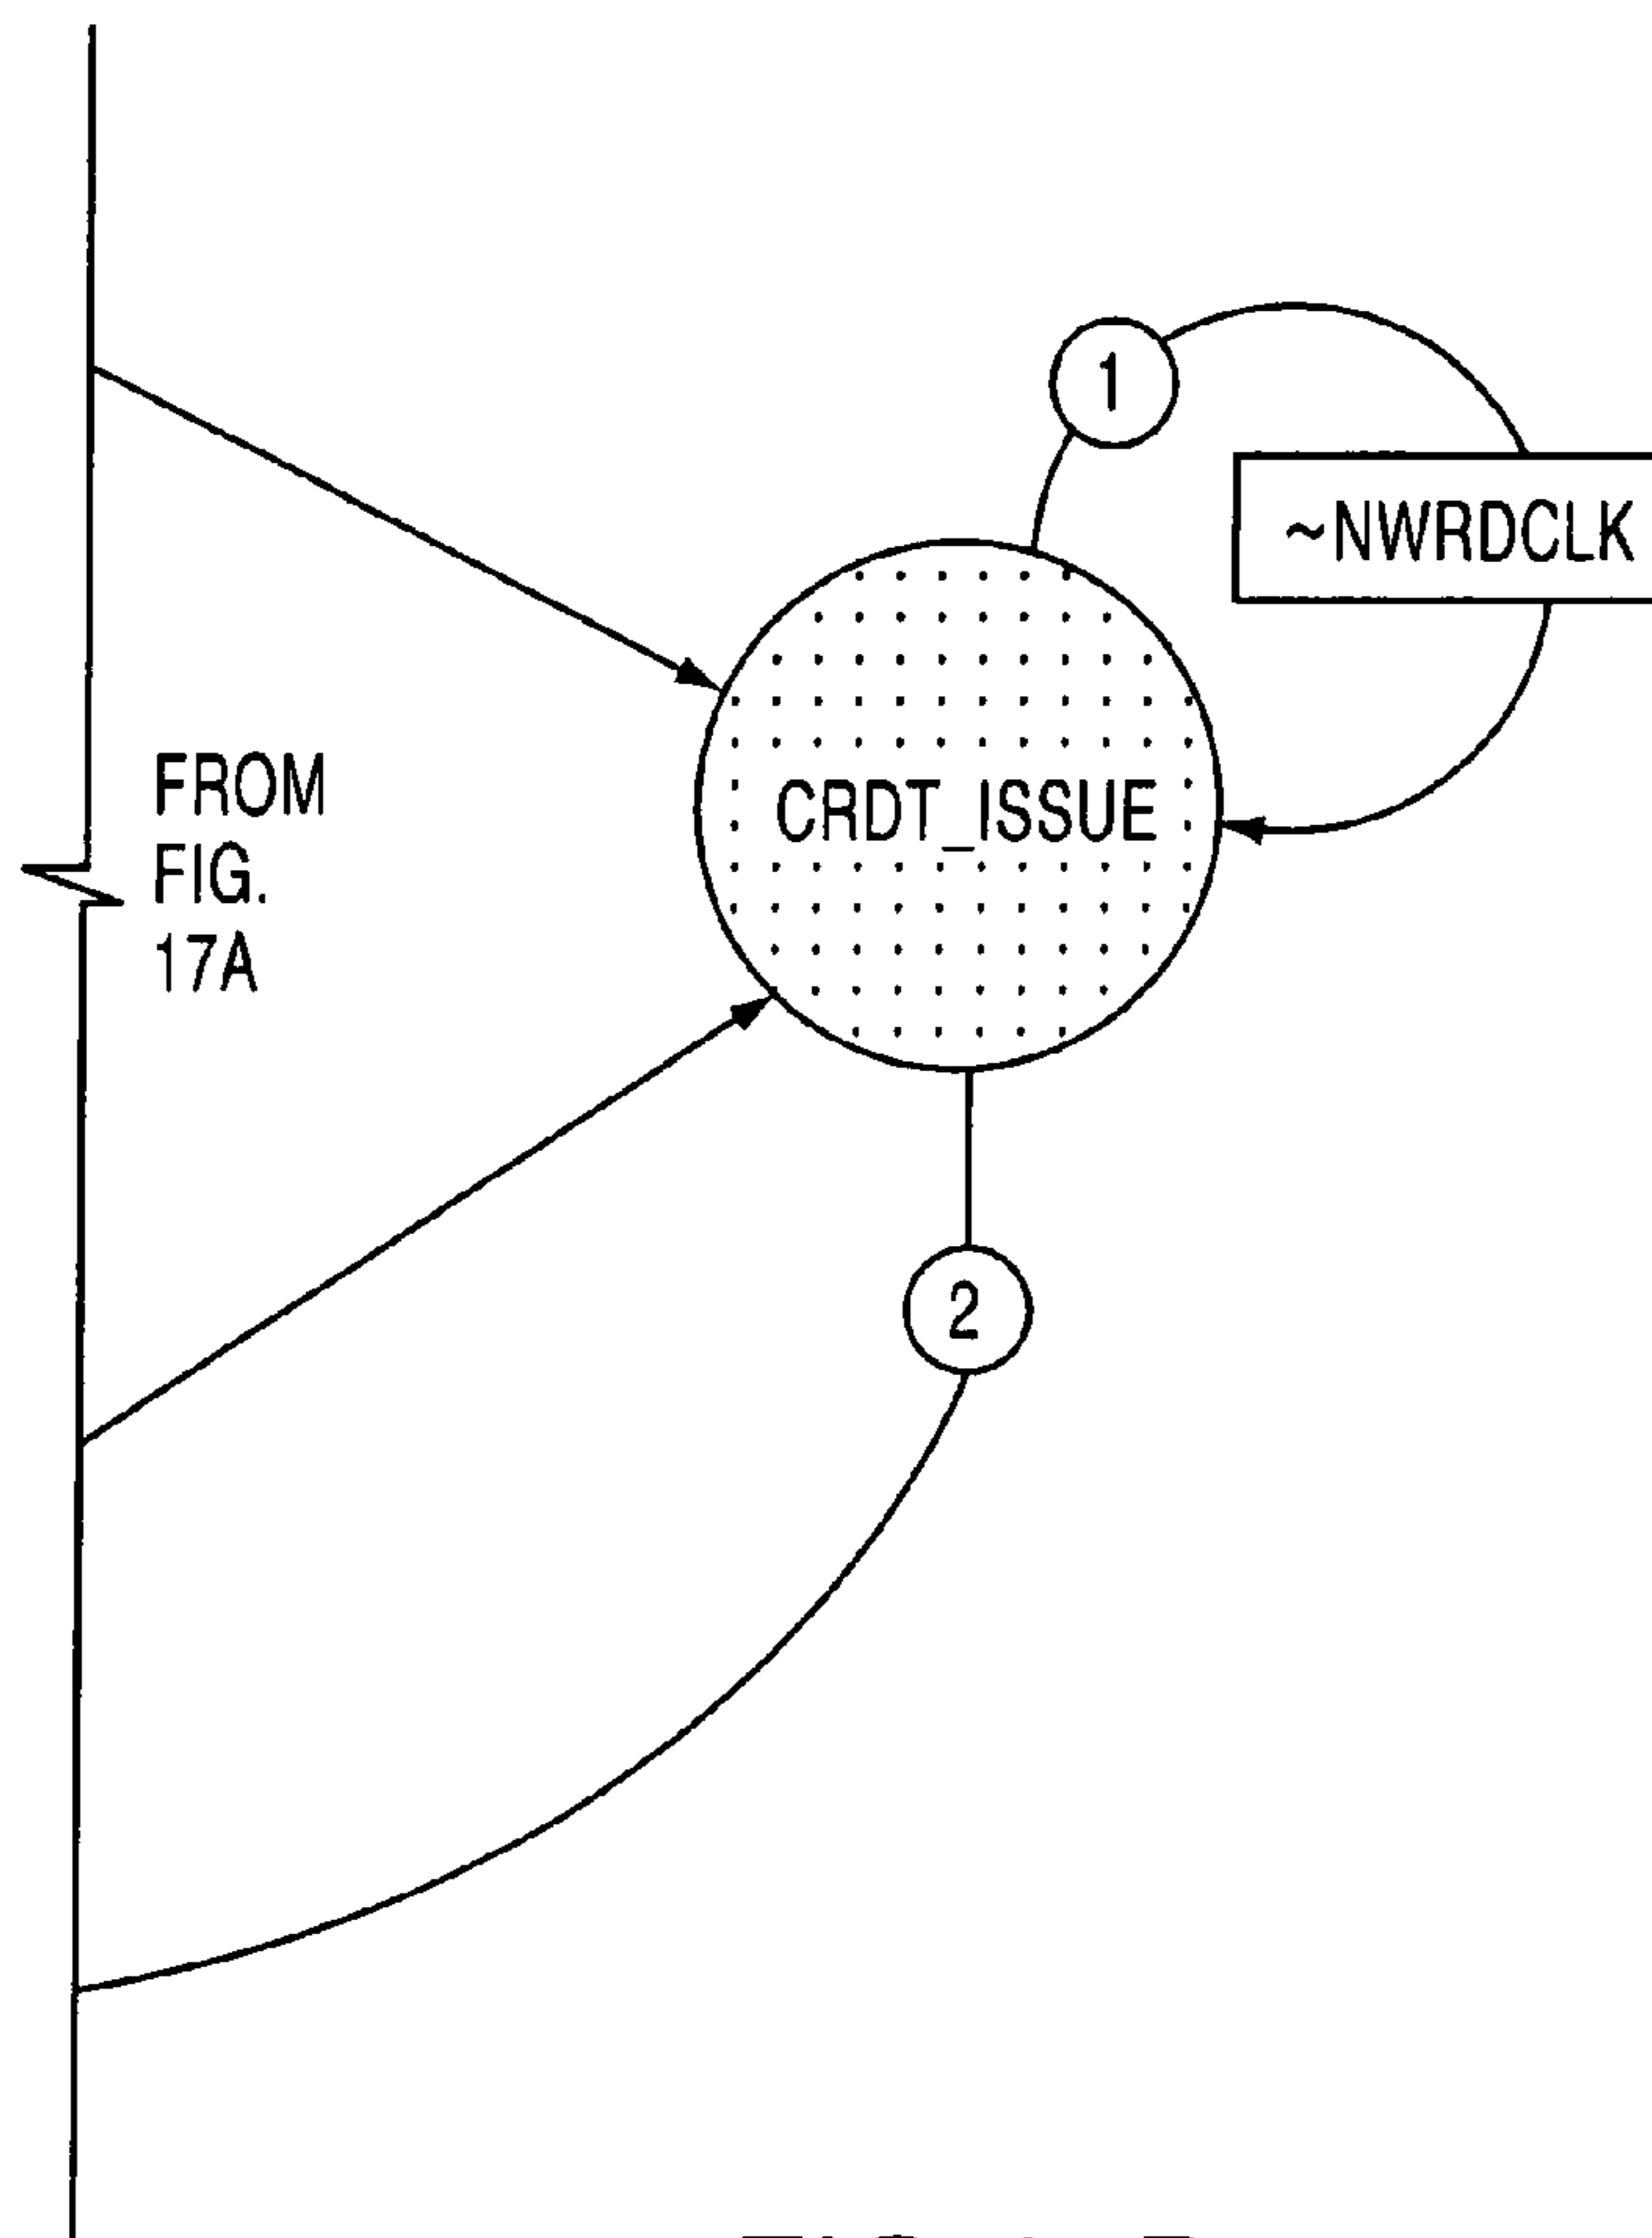 1
~NWRDCLK
FROM
FIG.
17A
CRDT_ISSUE
2